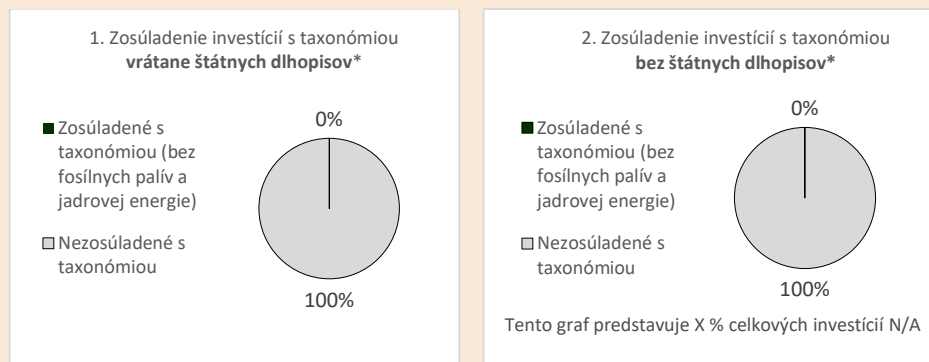 1. Zosúladenie investícií s taxonómiou
vrátane štátnych dlhopisov*
Zosúladené s
taxonómiou (bez
fosílnych palív a
jadrovej energie)
Nezosúladené s
taxonómiou
0%
100%
2. Zosúladenie investícií s taxonómiou
bez štátnych dlhopisov*
Zosúladené s
taxonómiou (bez
fosílnych palív a
jadrovej energie)
Nezosúladené s
taxonómiou
0%
100%
Tento graf predstavuje X % celkových investícií N/A